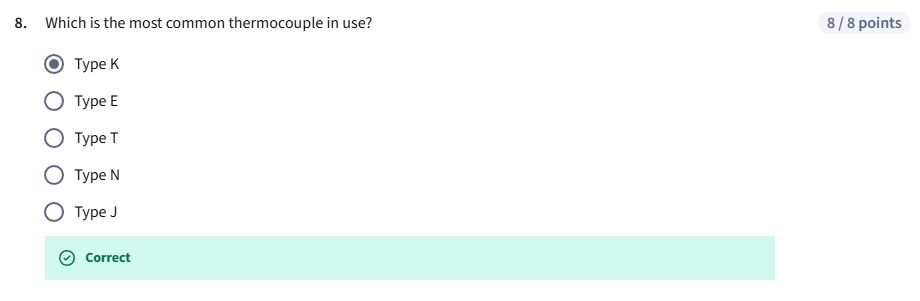 8. Which is the most common thermocouple in use? 8 / 8 points
Type K
Type E
Type T
Type N
Type J
Correct